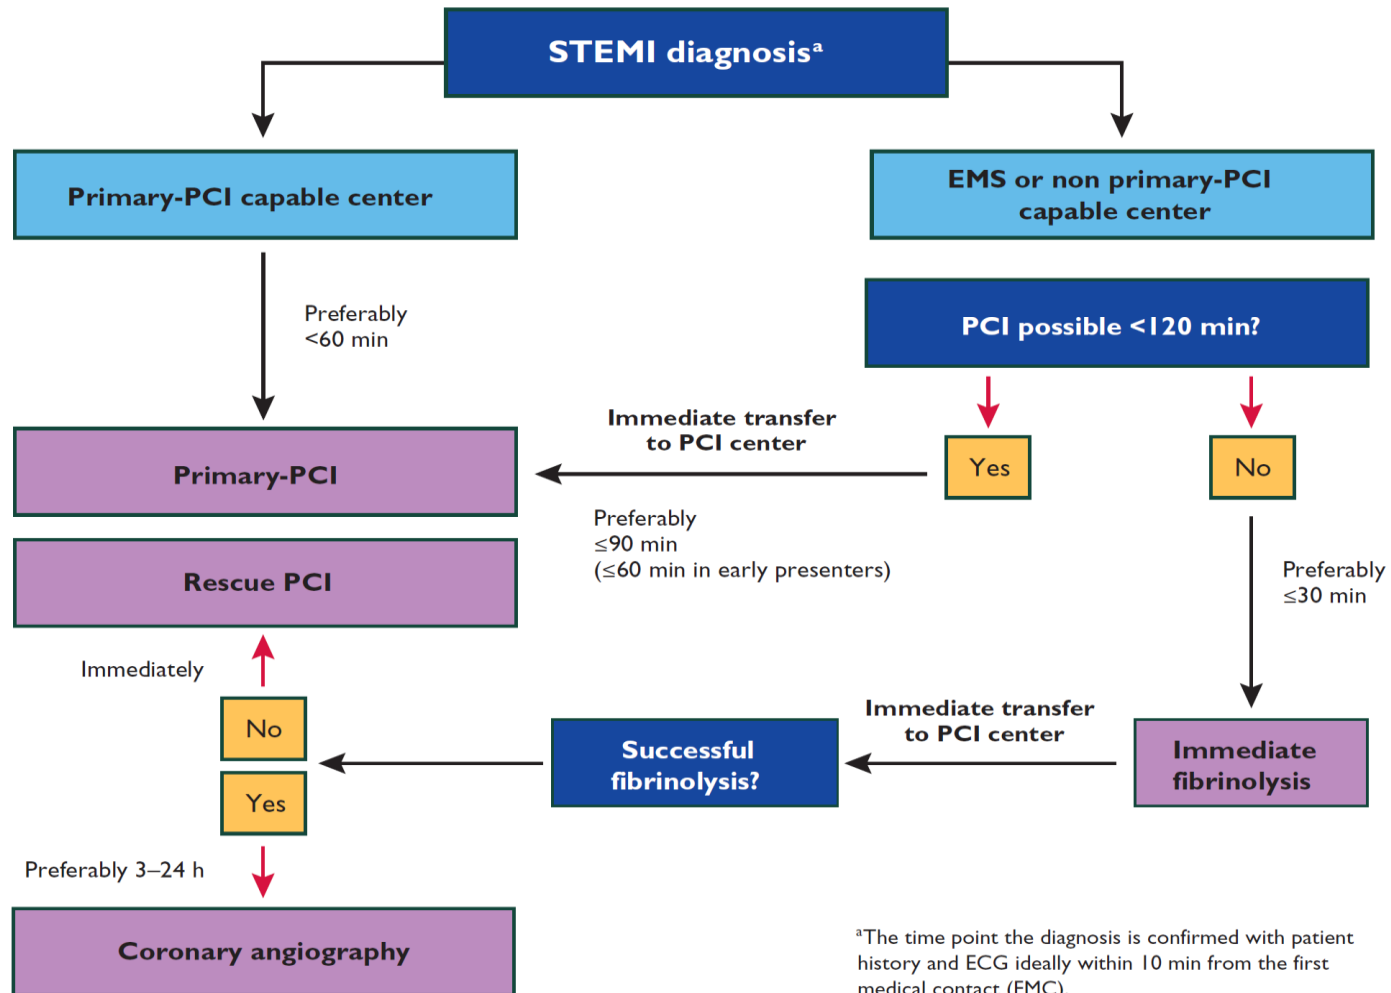 STEMI diagnosisᵃ
Primary-PCI capable center
EMS or non primary-PCI
capable center
Preferably
<60 min
PCI possible <120 min?
Immediate transfer
to PCI center
Yes
No
Primary-PCI
Preferably
≤90 min
(≤60 min in early presenters)
Preferably
≤30 min
Rescue PCI
Immediately
No
Yes
Successful
fibrinolysis?
Immediate transfer
to PCI center
Immediate
fibrinolysis
Preferably 3–24 h
Coronary angiography
ᵃThe time point the diagnosis is confirmed with patient
history and ECG ideally within 10 min from the first
medical contact (FMC).